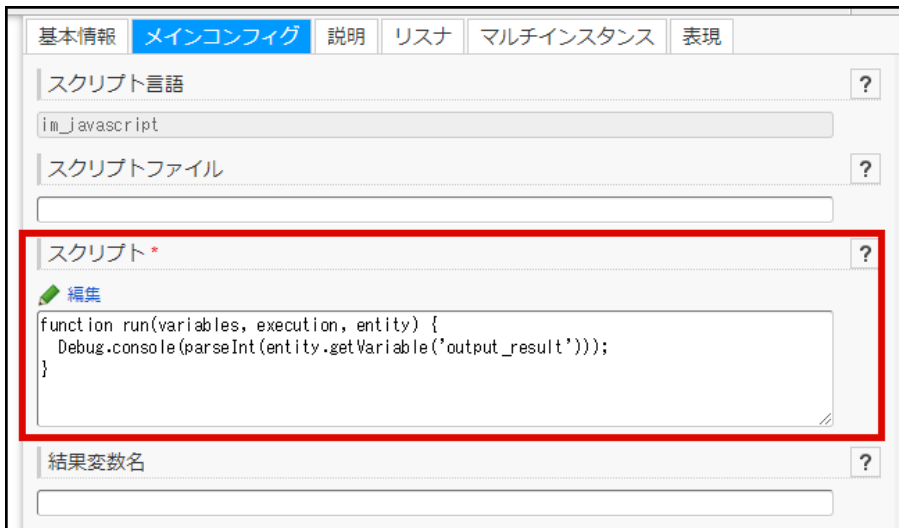 基本情報 メインコンフィグ 説明 リスナ マルチインスタンス 表現
スクリプト言語 ?
im_javascript
スクリプトファイル ?
スクリプト * ?
編集
function run(variables, execution, entity) {
  Debug.console(parseInt(entity.getVariable('output_result')));
}
結果変数名 ?